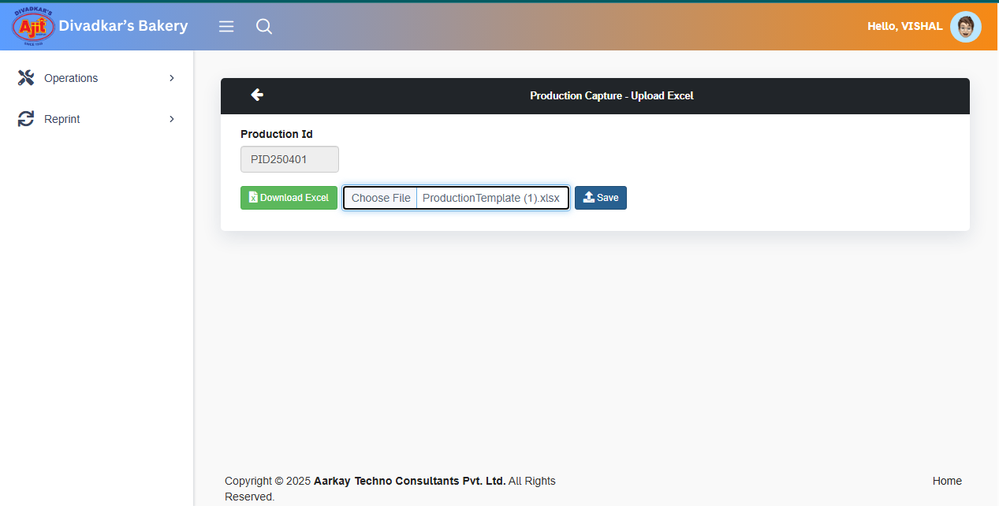 DIVADKAR'S
Ajit
SINCE 1938
Divadkar's Bakery
Hello, VISHAL
Operations
Reprint
Production Capture - Upload Excel
Production Id
PID250401
Download Excel
Choose File ProductionTemplate (1).xlsx
Save
Copyright © 2025 Aarkay Techno Consultants Pvt. Ltd. All Rights
Reserved.
Home